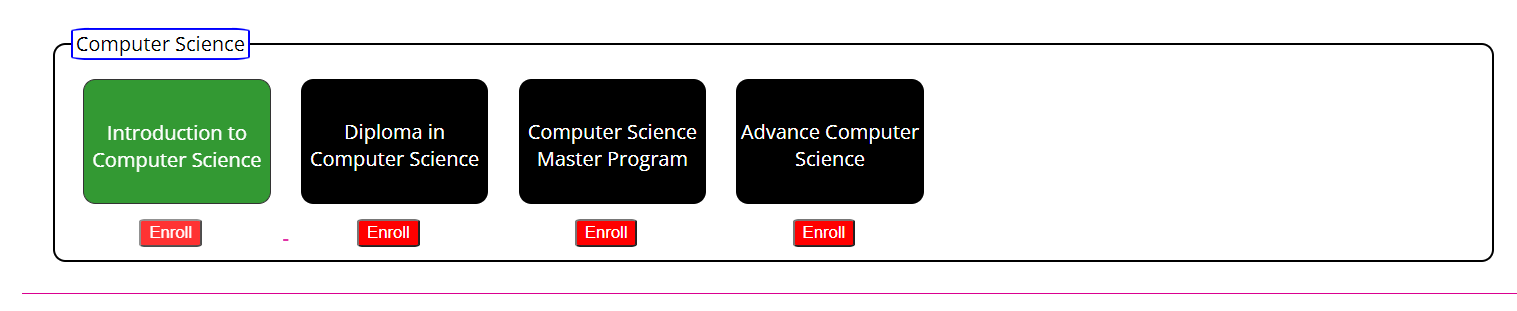 Computer Science
Introduction to
Computer Science
Diploma in
Computer Science
Computer Science
Master Program
Advance Computer
Science
Enroll
-
Enroll
Enroll
Enroll